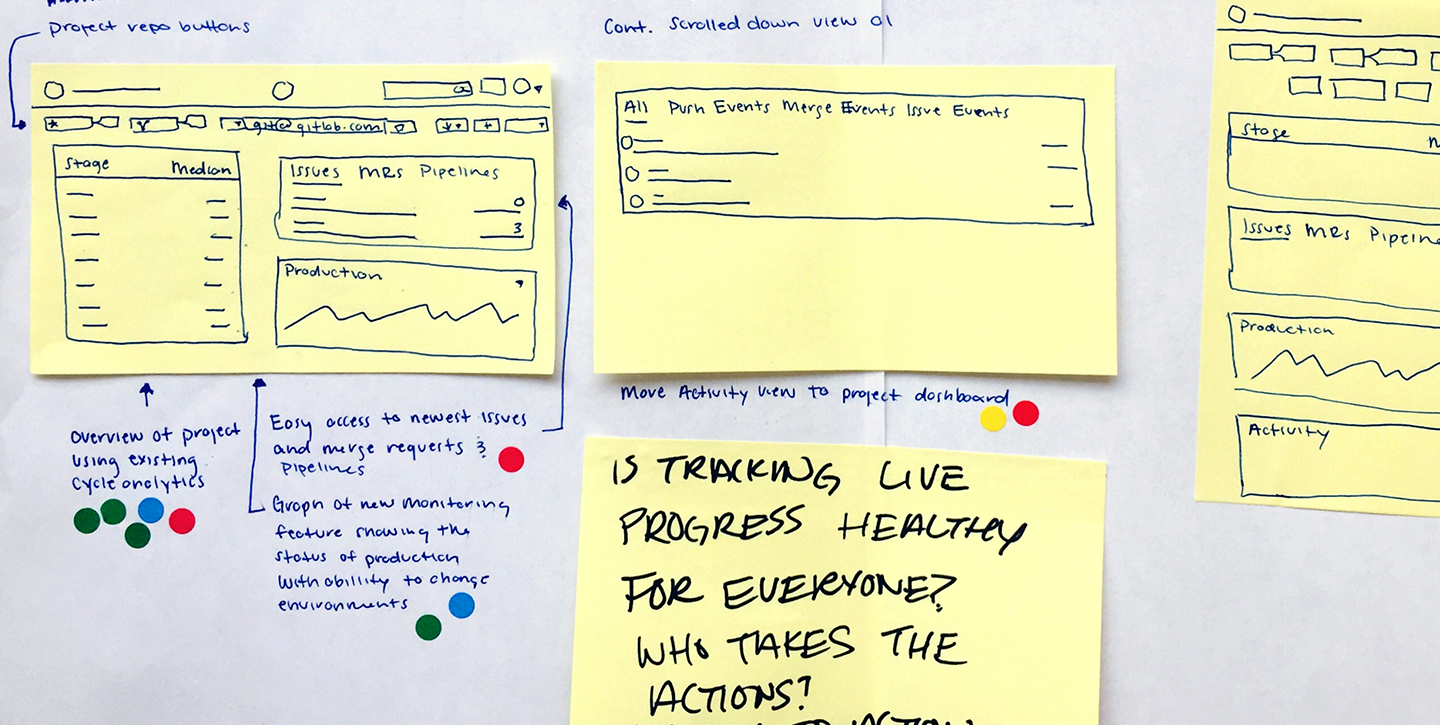 Project repo buttons
git@gitlab.com
Stage Median
Issues MRs Pipelines
0
3
Production
Overview of project
using existing
cycle analytics
Easy access to newest issues
and merge requests &
Pipelines
Graph of new monitoring
feature showing the
status of production
with abillity to change
environments
Cont. Scrolled down view 01
All Push Events Merge Events Issue Events
Move Activity view to project dashboard
IS TRACKING LIVE
PROGRESS HEALTHY
FOR EVERYONE?
WHO TAKES THE
ACTIONS?
Stage
Issues MRs Pipeline
Production
Activity